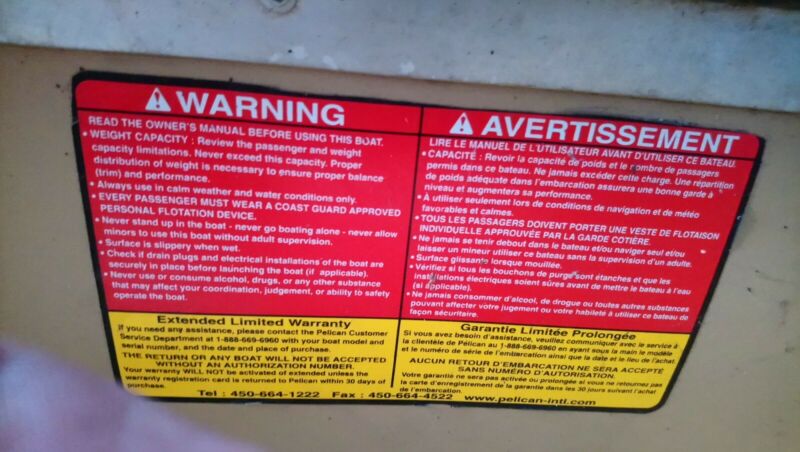 WARNING
READ THE OWNER'S MANUAL BEFORE USING THIS BOAT.
• WEIGHT CAPACITY : Review the passenger and weight
capacity limitations. Never exceed this capacity. Proper
distribution of weight is necessary to ensure proper balance
(trim) and performance.
• Always use in calm weather and water conditions only.
• EVERY PASSENGER MUST WEAR A COAST GUARD APPROVED
PERSONAL FLOTATION DEVICE.
• Never stand up in the boat - never go boating alone - never allow
minors to use this boat without adult supervision.
• Surface is slippery when wet.
• Check if drain plugs and electrical installations of the boat are
securely in place before launching the boat (if applicable).
• Never use or consume alcohol, drugs, or any other substance
that may affect your coordination, judgement, or ability to safety
operate the boat.
Extended Limited Warranty
If you need any assistance, please contact the Pelican Customer
Service Department at 1-888-669-6960 with your boat model and
serial number, and the date and place of purchase.
THE RETURN OR ANY BOAT WILL NOT BE ACCEPTED
WITHOUT AN AUTHORIZATION NUMBER.
Your warranty WILL NOT be activated of extended unless the
warranty registration card is returned to Pelican within 30 days of
purchase.
AVERTISSEMENT
LIRE LE MANUEL DE L'UTILISATEUR AVANT D'UTILISER CE BATEAU.
• CAPACITÉ : Revoir la capacité de poids et le nombre de passagers
permis dans ce bateau. Ne jamais excéder cette charge. Une répartition
de poids adéquate dans l'embarcation assurera une bonne garde à
niveau et augmentera sa performance.
• À utiliser seulement lors de conditions de navigation et de météo
favorables et calmes.
• TOUS LES PASSAGERS DOIVENT PORTER UNE VESTE DE FLOTAISON
INDIVIDUELLE APPROUVÉE PAR LA GARDE COTIÈRE.
• Ne jamais se tenir debout dans le bateau et/ou naviger seul et/ou
laisser un mineur utiliser ce bateau sans la supervision d'un adulte.
• Surface glissante lorsque mouillée.
• Vérifiez si tous les bouchons de purge sont étanches et que les
installations électriques soient sûres avant de mettre le bateau à l'eau
(si applicable).
• Ne jamais consommer d'alcool, de drogue ou toutes autres substances
pouvant affecter votre jugement ou votre habileté à utiliser ce bateau de
façon sécuritaire.
Garantie Limitée Prolongée
Si vous avez besoin d'assistance, veuillez communiquer avec le service à
la clientèle de Pelican au 1-888-669-6960 en ayant sous la main le modèle
et le numéro de série de l'embarcation ainsi que la date et le lieu de l'achat.
AUCUN RETOUR D'EMBARCATION NE SERA ACCEPTÉ
SANS NUMÉRO D'AUTORISATION.
Votre garantie ne sera pas activée ou prolongée si vous ne retournez pas
la carte d'enregistrement de la garantie dans les 30 jours suivant l'achat
de l'embarcation.
Tel : 450-664-1222 Fax : 450-664-4522 www.pelican-intl.com